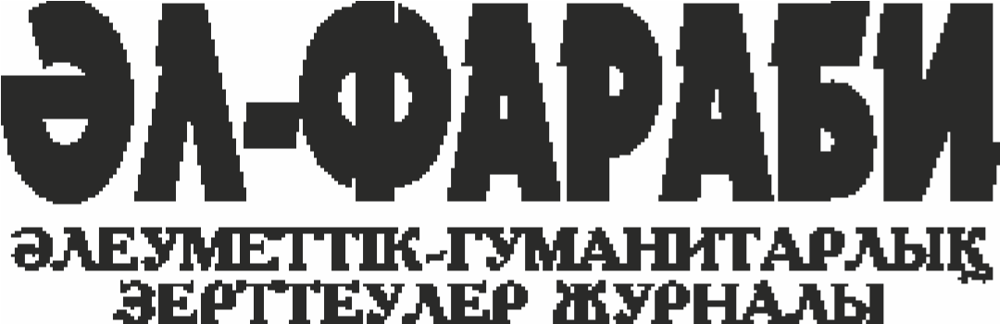 ӘЛ-ФАРАБИ
ӘЛЕУМЕТТІК-ГУМАНИТАРЛЫҚ
ЗЕРТТЕУЛЕР ЖУРНАЛЫ